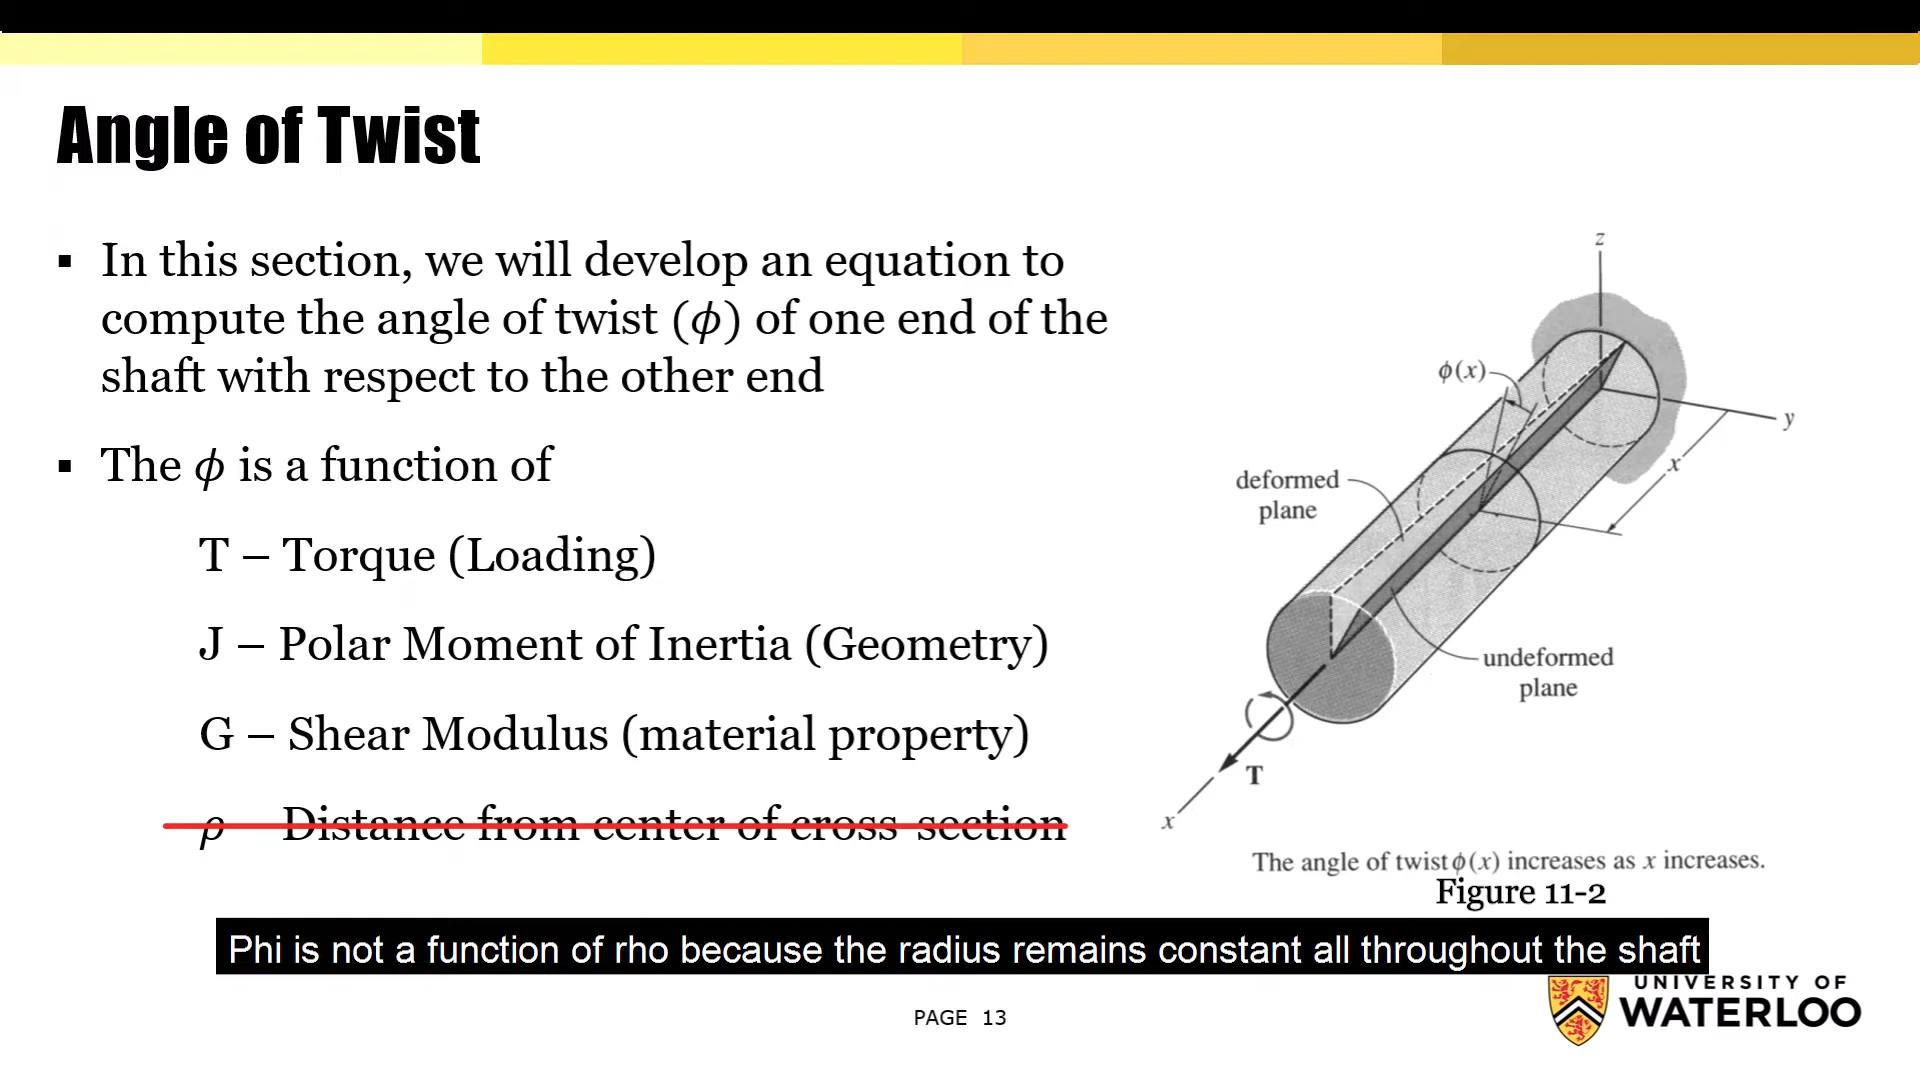 Angle of Twist
▪ In this section, we will develop an equation to
compute the angle of twist (ϕ) of one end of the
shaft with respect to the other end
▪ The ϕ is a function of
T – Torque (Loading)
J – Polar Moment of Inertia (Geometry)
G – Shear Modulus (material property)
ρ – Distance from center of cross-section
z
ϕ(x)
y
x
deformed
plane
undeformed
plane
T
x
The angle of twist ϕ(x) increases as x increases.
Figure 11-2
Phi is not a function of rho because the radius remains constant all throughout the shaft
UNIVERSITY OF
WATERLOO
PAGE 13